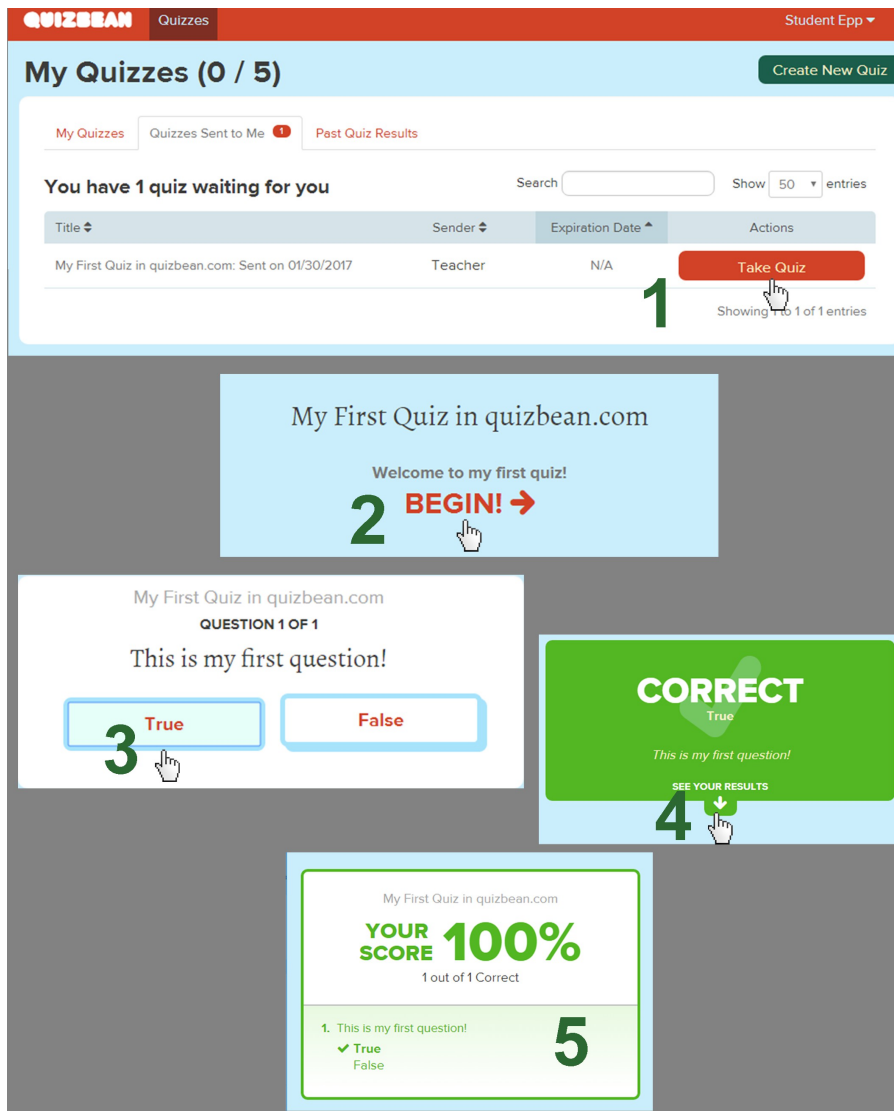 QUIZBEAN Quizzes Student Epp
My Quizzes (0 / 5) Create New Quiz
My Quizzes Quizzes Sent to Me 1 Past Quiz Results
You have 1 quiz waiting for you Search Show 50 entries
Title Sender Expiration Date Actions
My First Quiz in quizbean.com: Sent on 01/30/2017 Teacher N/A Take Quiz
1
Showing 1 to 1 of 1 entries
My First Quiz in quizbean.com
Welcome to my first quiz!
2 BEGIN!
My First Quiz in quizbean.com
QUESTION 1 OF 1
This is my first question!
True False
3
CORRECT
True
This is my first question!
SEE YOUR RESULTS
4
My First Quiz in quizbean.com
YOUR SCORE 100%
1 out of 1 Correct
1. This is my first question!
True
False
5